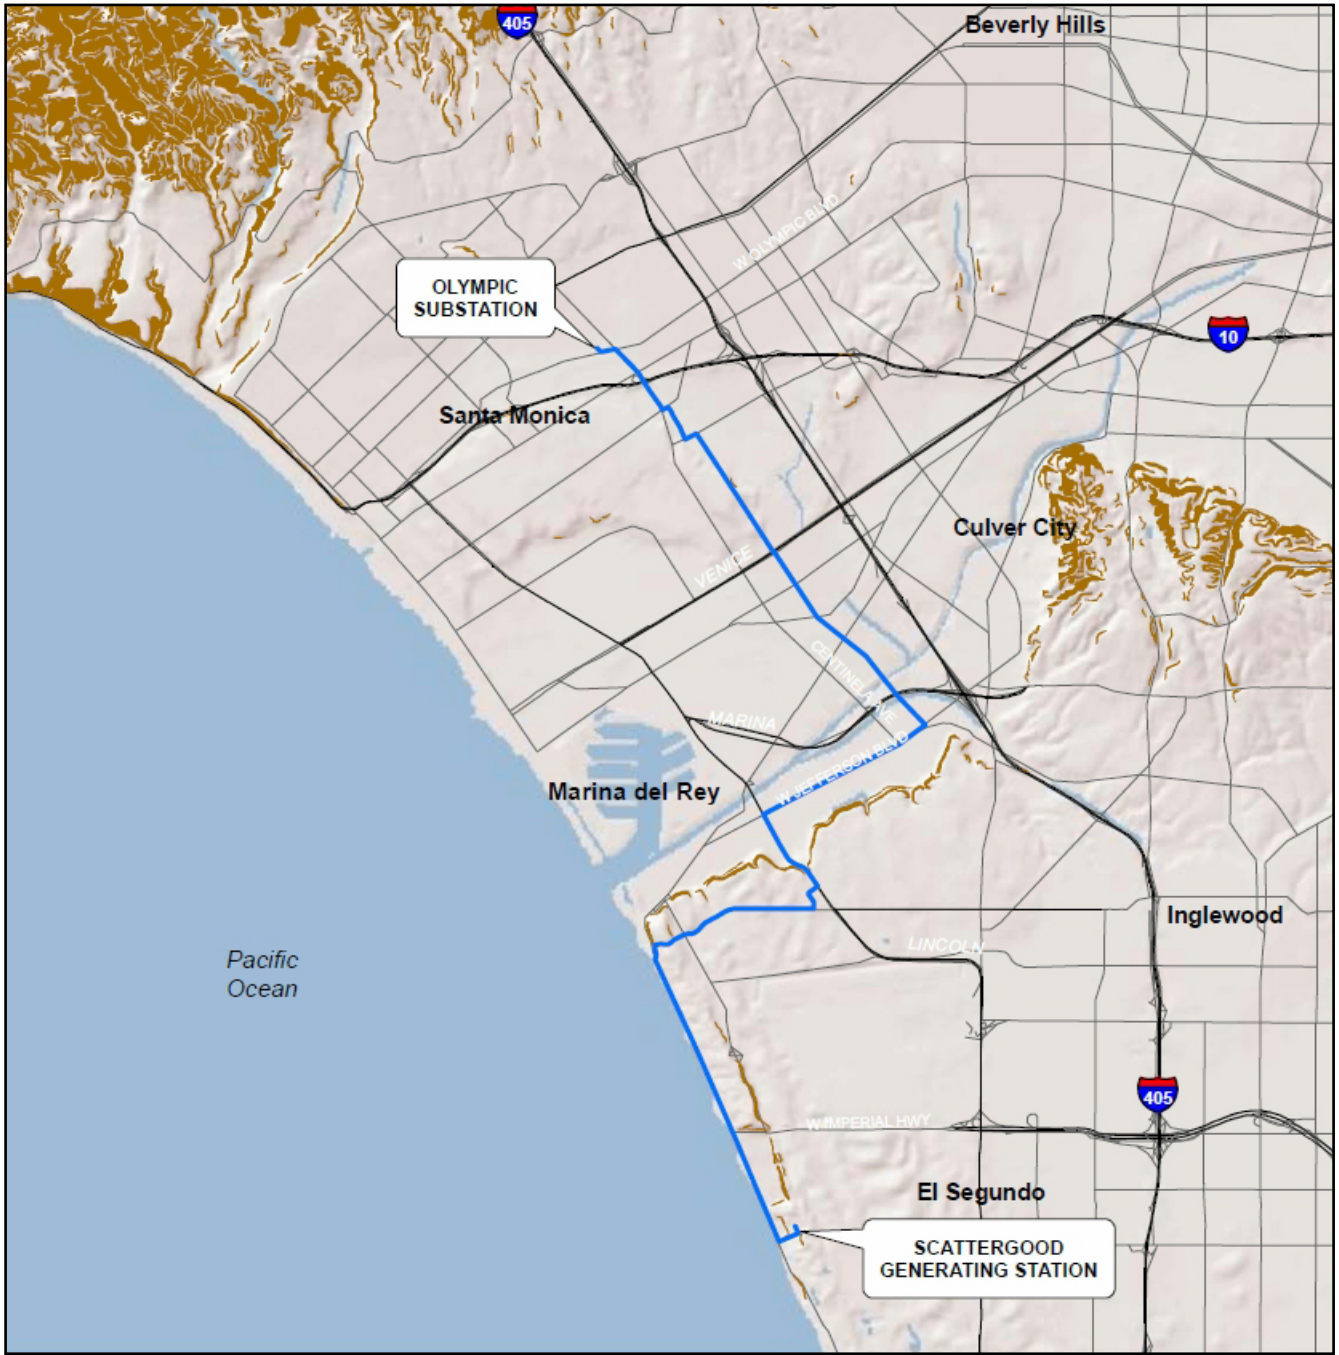 405
Beverly Hills
W OLYMPIC BLVD
OLYMPIC
SUBSTATION
10
Santa Monica
Culver City
VENICE
CENTINELA AVE
MARINA
W JEFFERSON BLVD
Marina del Rey
Inglewood
LINCOLN
Pacific
Ocean
405
W IMPERIAL HWY
El Segundo
SCATTERGOOD
GENERATING STATION